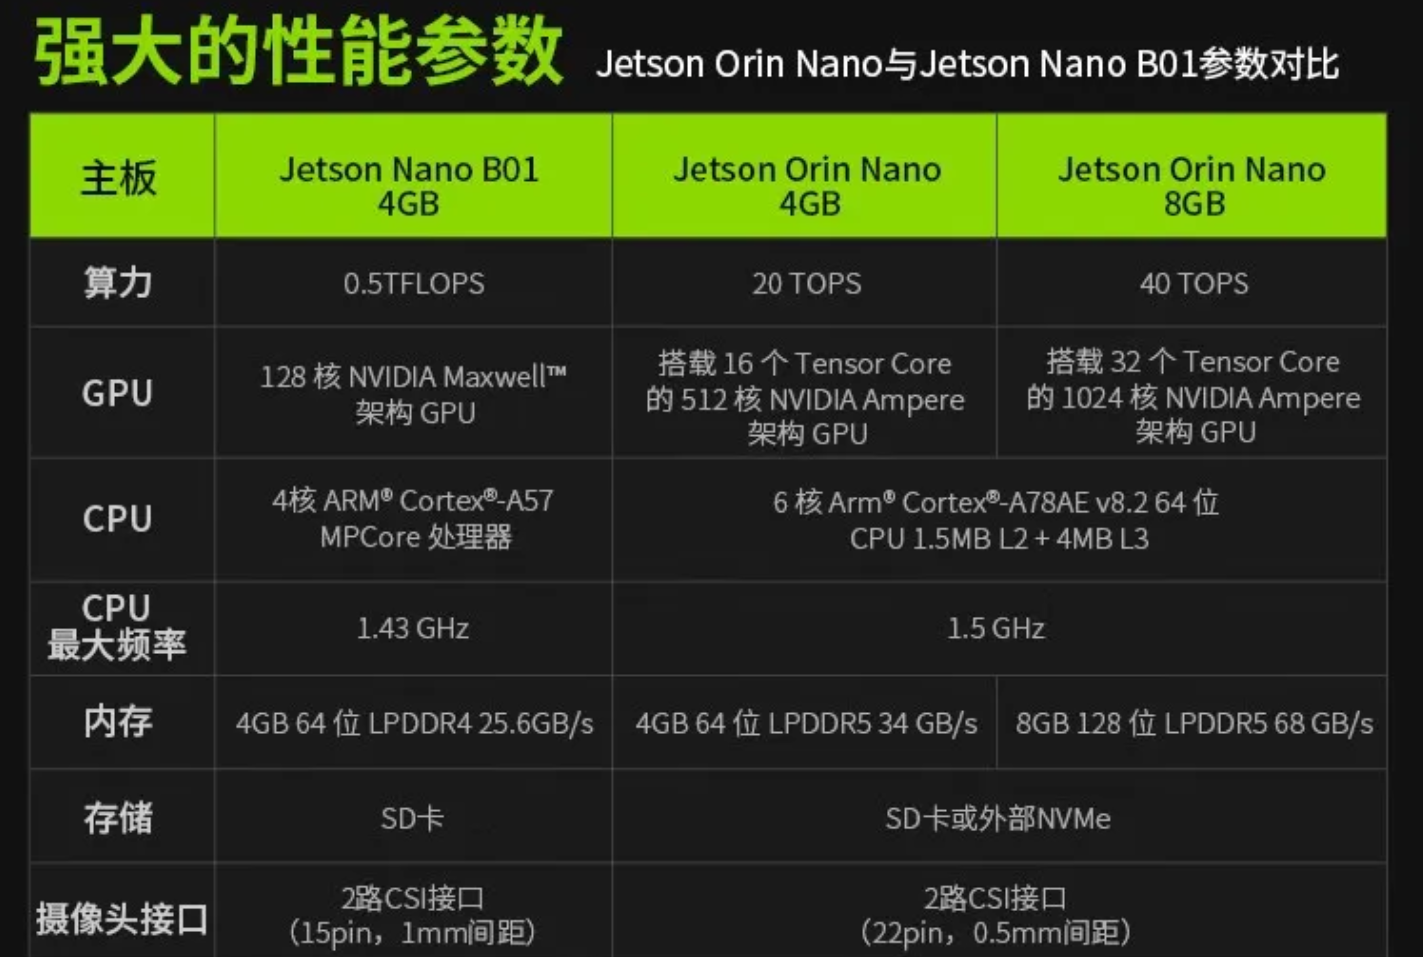 强大的性能参数 Jetson Orin Nano与Jetson Nano B01参数对比
主板
Jetson Nano B01
4GB
Jetson Orin Nano
4GB
Jetson Orin Nano
8GB
算力
0.5TFLOPS
20 TOPS
40 TOPS
GPU
128 核 NVIDIA Maxwell™
架构 GPU
搭载 16 个 Tensor Core
的 512 核 NVIDIA Ampere
架构 GPU
搭载 32 个 Tensor Core
的 1024 核 NVIDIA Ampere
架构 GPU
CPU
4核 ARM® Cortex®-A57
MPCore 处理器
6 核 Arm® Cortex®-A78AE v8.2 64 位
CPU 1.5MB L2 + 4MB L3
CPU
最大频率
1.43 GHz
1.5 GHz
内存
4GB 64 位 LPDDR4 25.6GB/s
4GB 64 位 LPDDR5 34 GB/s
8GB 128 位 LPDDR5 68 GB/s
存储
SD卡
SD卡或外部NVMe
摄像头接口
2路CSI接口
（15pin，1mm间距）
2路CSI接口
（22pin，0.5mm间距）